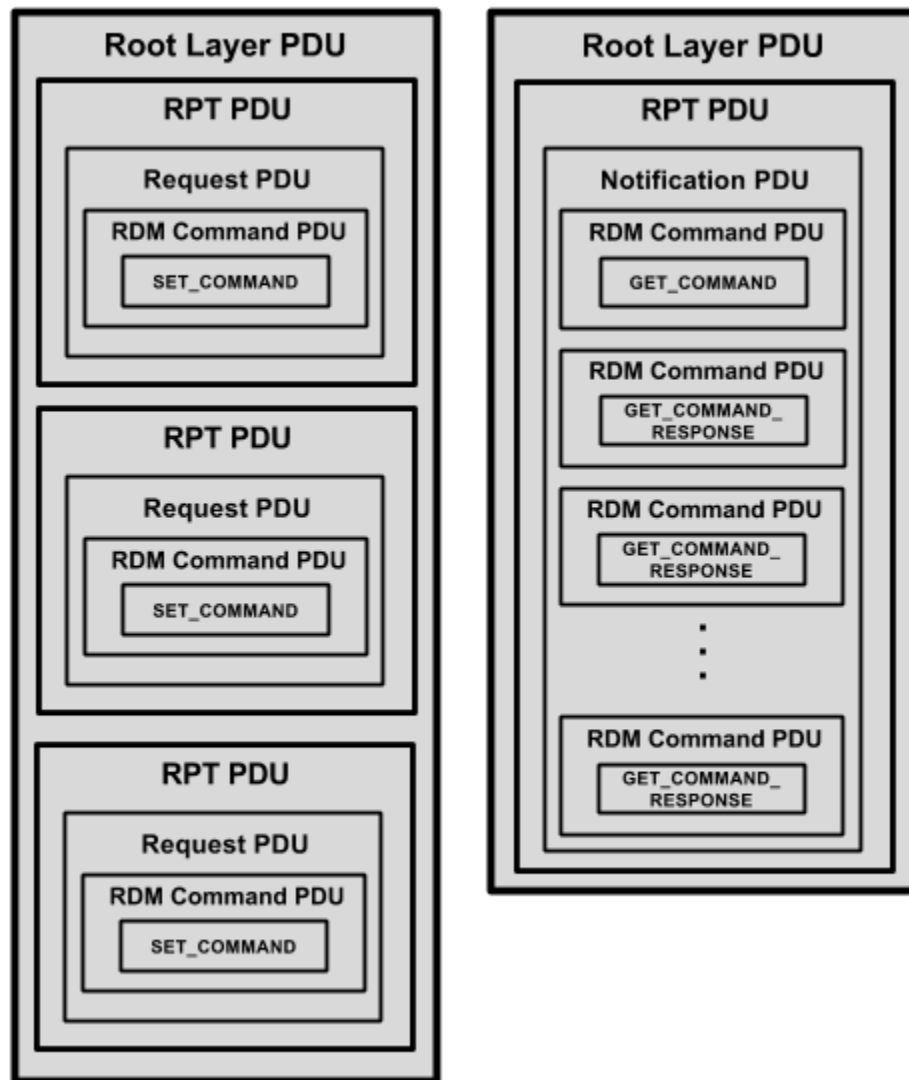 Root Layer PDU
RPT PDU
Request PDU
RDM Command PDU
SET_COMMAND
RPT PDU
Request PDU
RDM Command PDU
SET_COMMAND
RPT PDU
Request PDU
RDM Command PDU
SET_COMMAND
Root Layer PDU
RPT PDU
Notification PDU
RDM Command PDU
GET_COMMAND
RDM Command PDU
GET_COMMAND_
RESPONSE
RDM Command PDU
GET_COMMAND_
RESPONSE
RDM Command PDU
GET_COMMAND_
RESPONSE